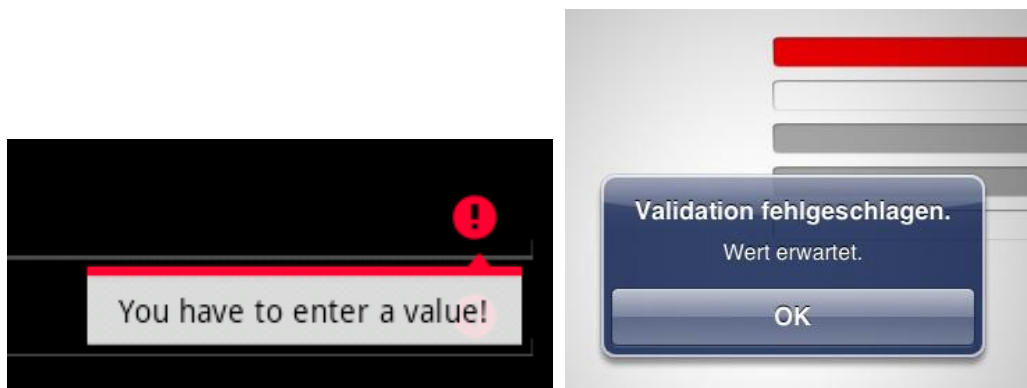 You have to enter a value!
Validation fehlgeschlagen.
Wert erwartet.
OK